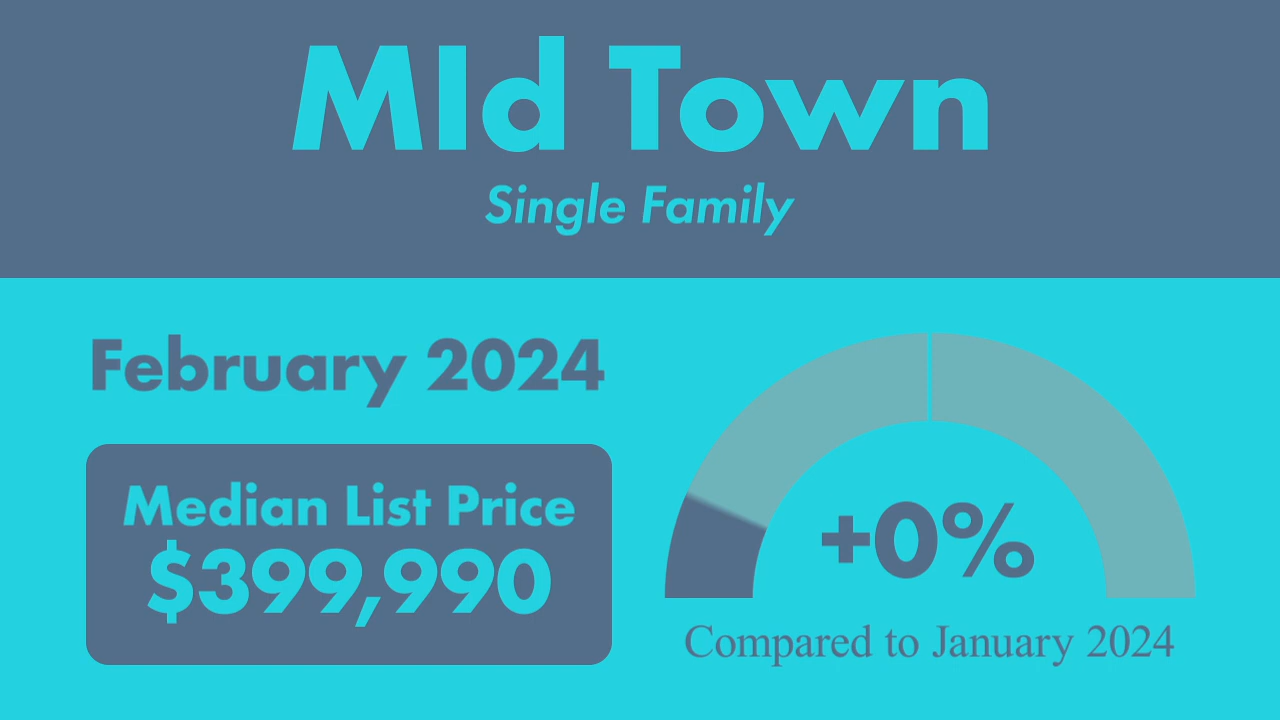 MId Town
Single Family
February 2024
Median List Price
$399,990
+0%
Compared to January 2024